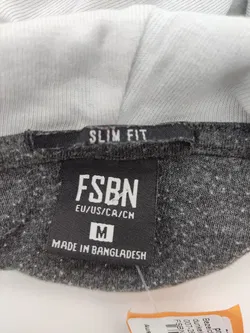 SLIM FIT
FSBN
EU/US/CA/CN
M
MADE IN BANGLADESH